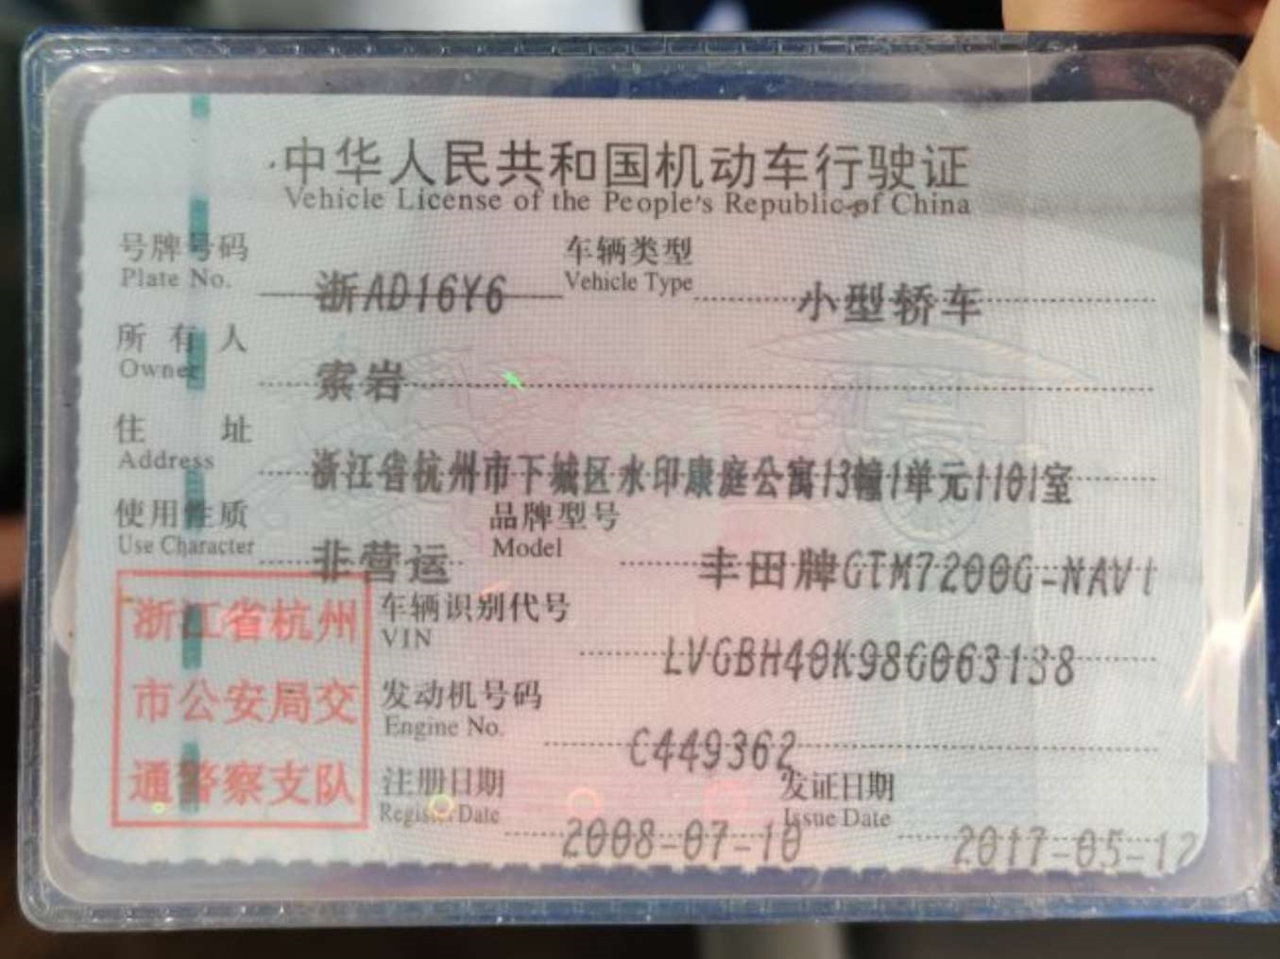 中华人民共和国机动车行驶证
Vehicle License of the People's Republic of China
号牌号码 浙AD16Y6 车辆类型 小型轿车
Plate No. Vehicle Type
所有人 索岩
Owner
住址 浙江省杭州市下城区水印康庭公寓13幢1单元1101室
Address
使用性质 非营运 品牌型号 丰田牌GTM7200G-NAVi
Use Character Model
浙江省杭州
市公安局交
通警察支队
车辆识别代号 LVGBH40K98G063138
VIN
发动机号码 C449362
Engine No.
注册日期 2008-07-10 发证日期 2017-05-12
Register Date Issue Date